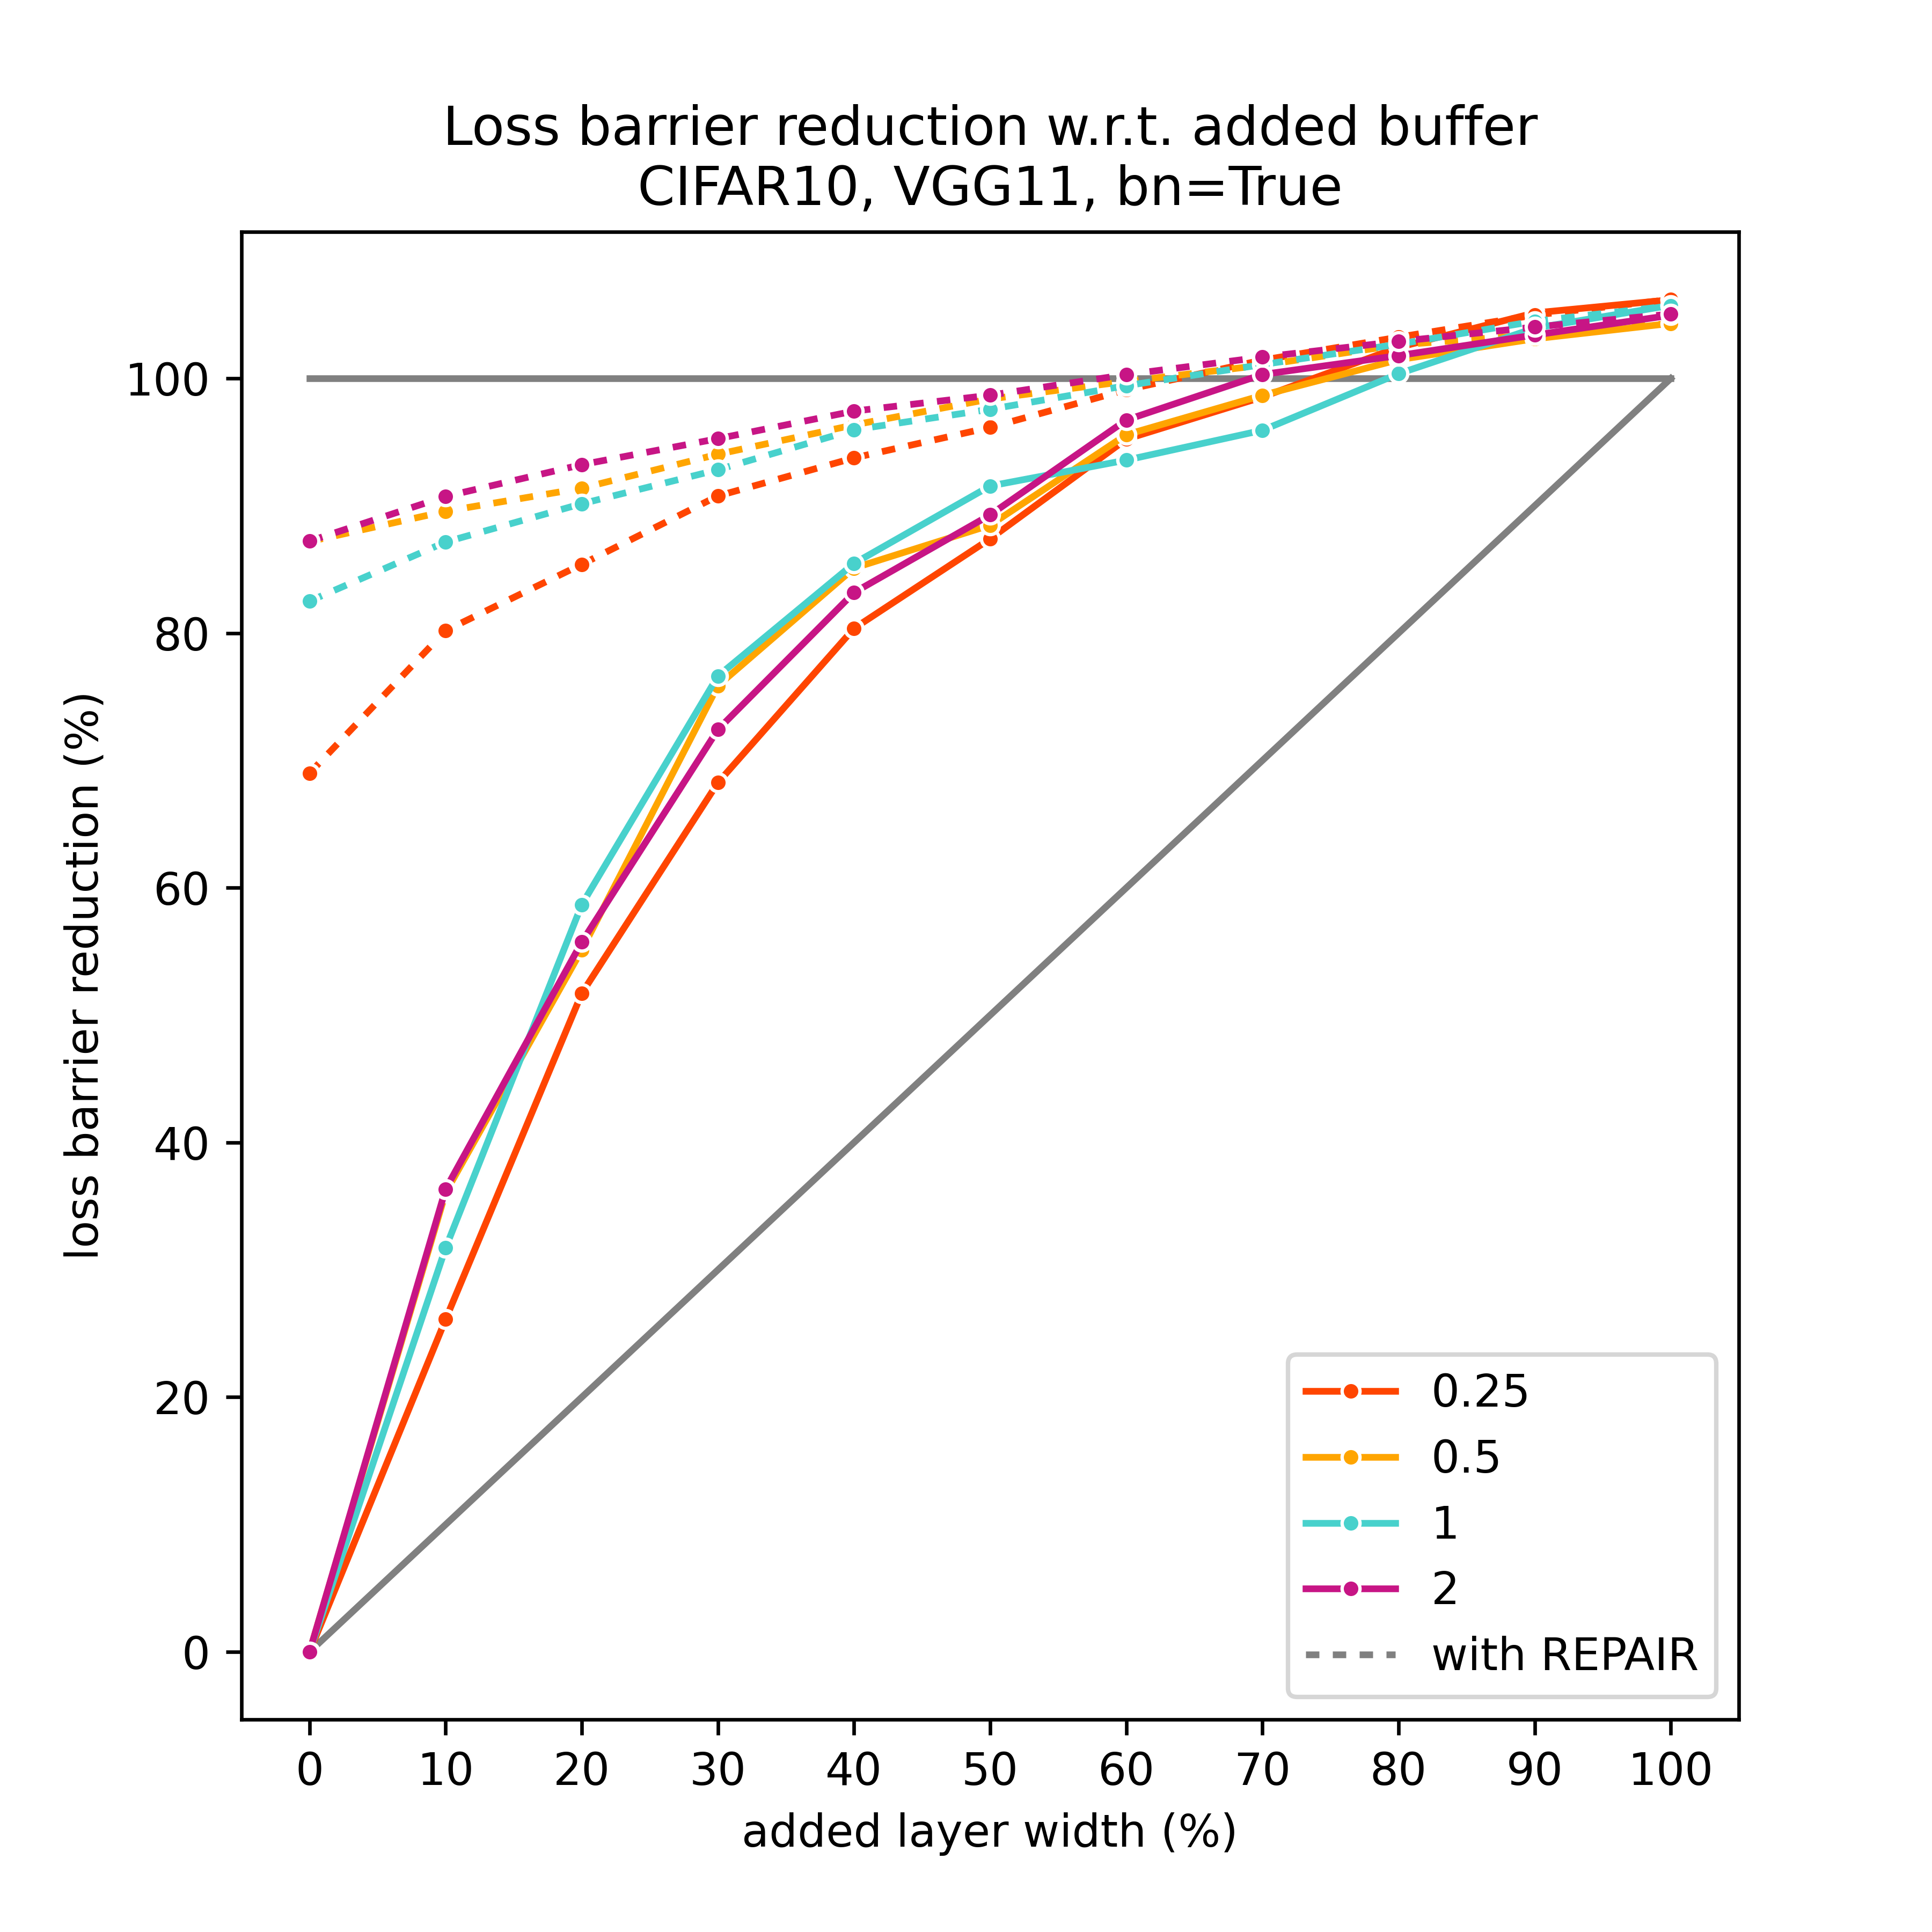 Loss barrier reduction w.r.t. added buffer
CIFAR10, VGG11, bn=True
loss barrier reduction (%)
100
80
60
40
20
0
0.25
0.5
1
2
with REPAIR
0 10 20 30 40 50 60 70 80 90 100
added layer width (%)